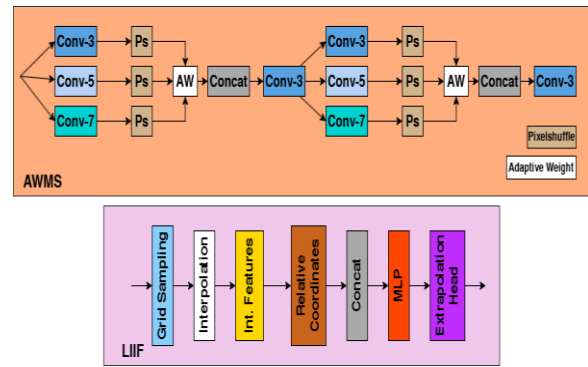 Conv-3 Ps Conv-3 Ps
Conv-5 Ps AW Concat Conv-3 Conv-5 Ps AW Concat Conv-3
Conv-7 Ps Conv-7 Ps
Pixelshuffle
Adaptive Weight
AWMS
Grid Sampling
Interpolation
Int. Features
Relative
Coordinates
Concat
MLP
Extrapolation
Head
LIIF